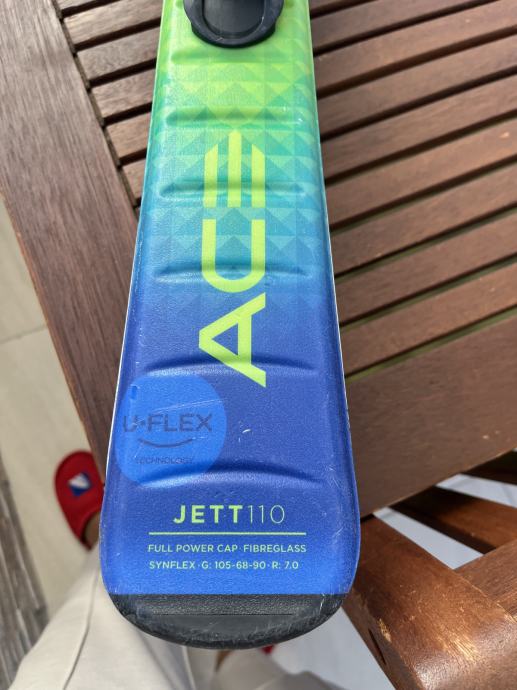 ACE
U·FLEX
TECHNOLOGY
JETT110
FULL POWER CAP · FIBREGLASS
SYNFLEX · G: 105-68-90 · R: 7.0